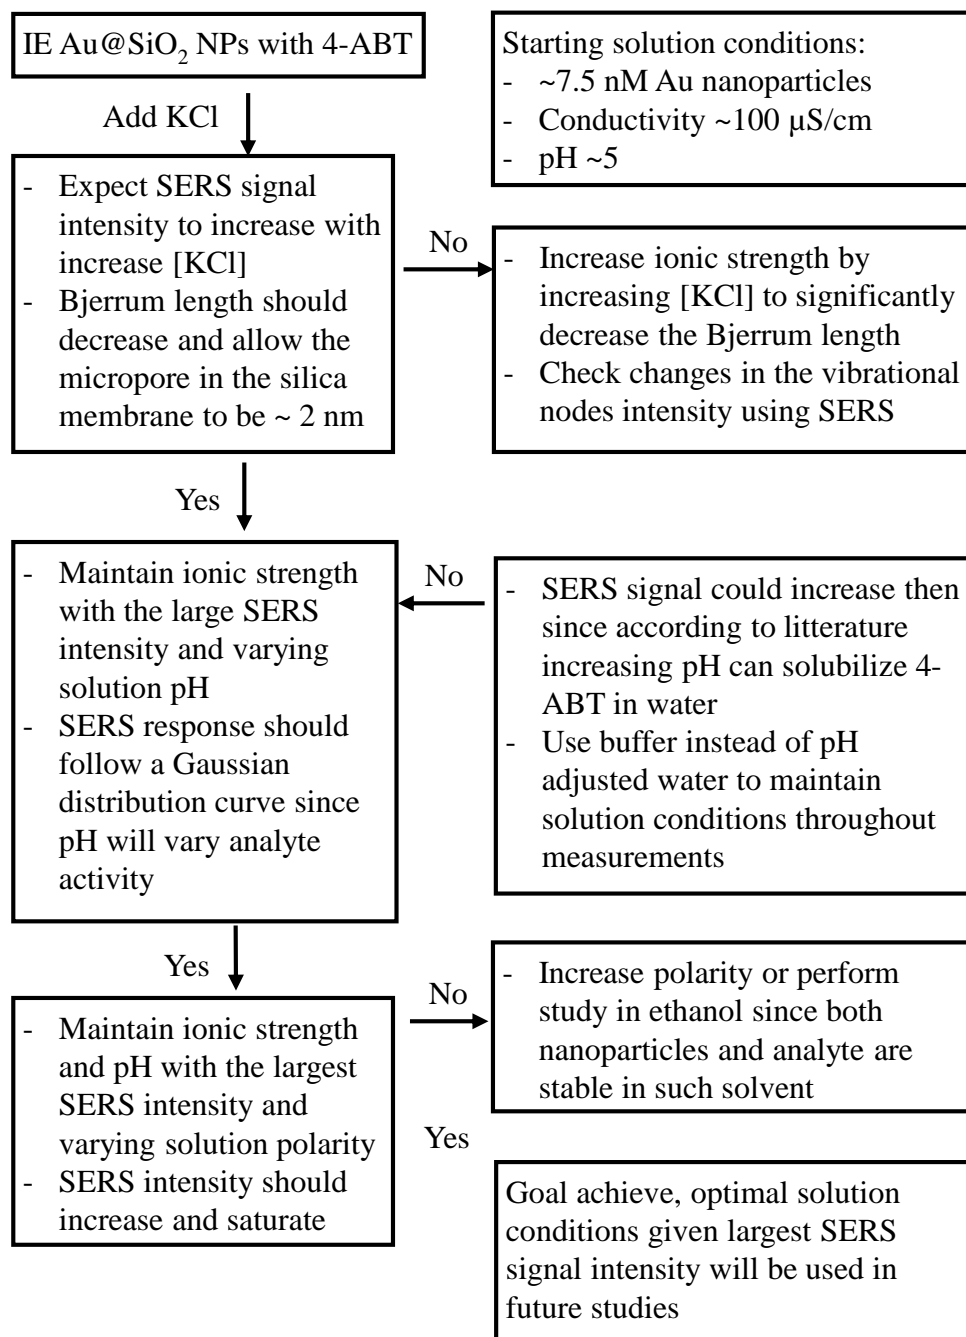 IE Au@SiO₂ NPs with 4-ABT
Starting solution conditions:
- ~7.5 nM Au nanoparticles
- Conductivity ~100 µS/cm
- pH ~5
Add KCl
- Expect SERS signal
intensity to increase with
increase [KCl]
- Bjerrum length should
decrease and allow the
micropore in the silica
membrane to be ~ 2 nm
No
- Increase ionic strength by
increasing [KCl] to significantly
decrease the Bjerrum length
- Check changes in the vibrational
nodes intensity using SERS
Yes
- Maintain ionic strength
with the large SERS
intensity and varying
solution pH
- SERS response should
follow a Gaussian
distribution curve since
pH will vary analyte
activity
No
- SERS signal could increase then
since according to litterature
increasing pH can solubilize 4-
ABT in water
- Use buffer instead of pH
adjusted water to maintain
solution conditions throughout
measurements
Yes
- Maintain ionic strength
and pH with the largest
SERS intensity and
varying solution polarity
- SERS intensity should
increase and saturate
No
- Increase polarity or perform
study in ethanol since both
nanoparticles and analyte are
stable in such solvent
Yes
Goal achieve, optimal solution
conditions given largest SERS
signal intensity will be used in
future studies